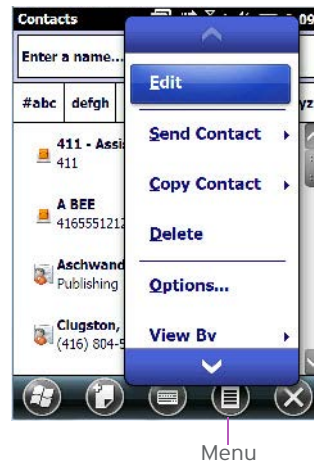 Contacts
09
Enter a name...
#abc
defgh
yz
411 - Assi
411
A BEE
4165551212
Aschwand
Publishing
Clugston,
(416) 804-5
Edit
Send Contact
Copy Contact
Delete
Options...
View By
Menu